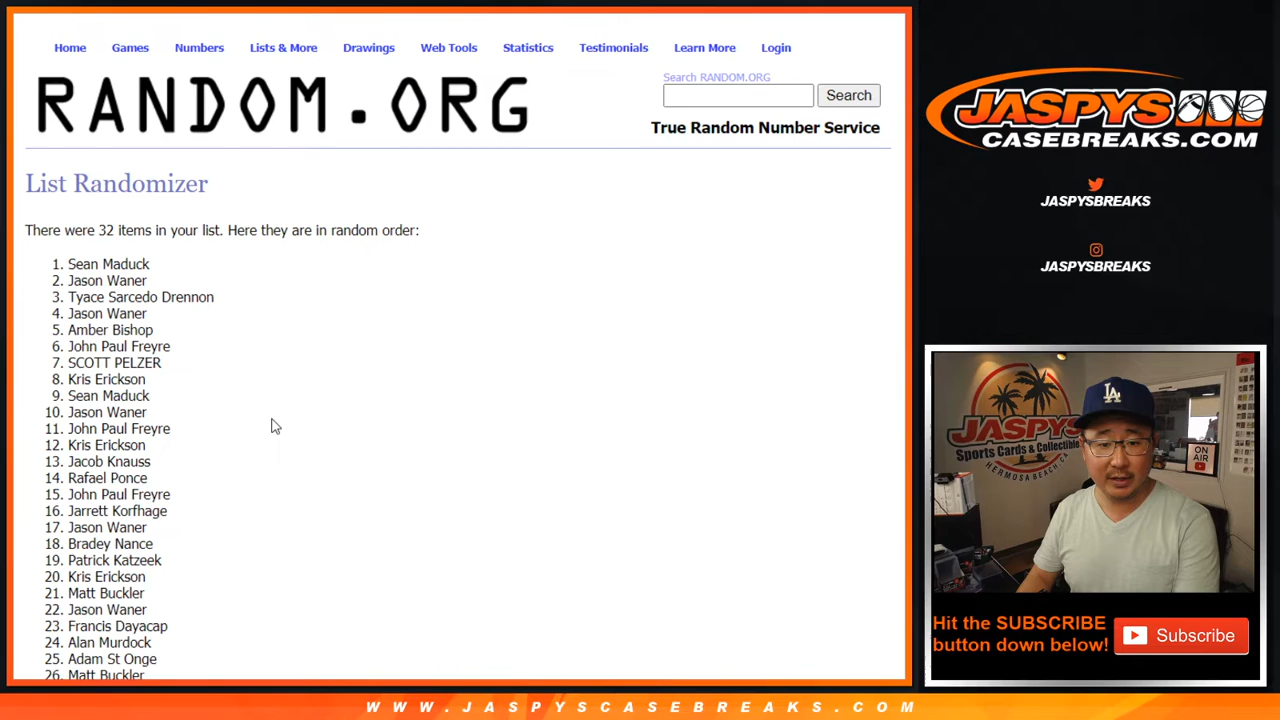 Home Games Numbers Lists & More Drawings Web Tools Statistics Testimonials Learn More Login
RANDOM.ORG
Search RANDOM.ORG
Search
True Random Number Service
List Randomizer
There were 32 items in your list. Here they are in random order:
1. Sean Maduck
2. Jason Waner
3. Tyace Sarcedo Drennon
4. Jason Waner
5. Amber Bishop
6. John Paul Freyre
7. SCOTT PELZER
8. Kris Erickson
9. Sean Maduck
10. Jason Waner
11. John Paul Freyre
12. Kris Erickson
13. Jacob Knauss
14. Rafael Ponce
15. John Paul Freyre
16. Jarrett Korfhage
17. Jason Waner
18. Bradey Nance
19. Patrick Katzeek
20. Kris Erickson
21. Matt Buckler
22. Jason Waner
23. Francis Dayacap
24. Alan Murdock
25. Adam St Onge
26. Matt Buckler
JASPYS
CASEBREAKS.COM
JASPYSBREAKS
JASPYSBREAKS
JASPYS
Sports Cards & Collectibles
HERMOSA BEACH, CA
LA
ON
AIR
Hit the SUBSCRIBE
button down below!
Subscribe
WWW.JASPYSCASEBREAKS.COM